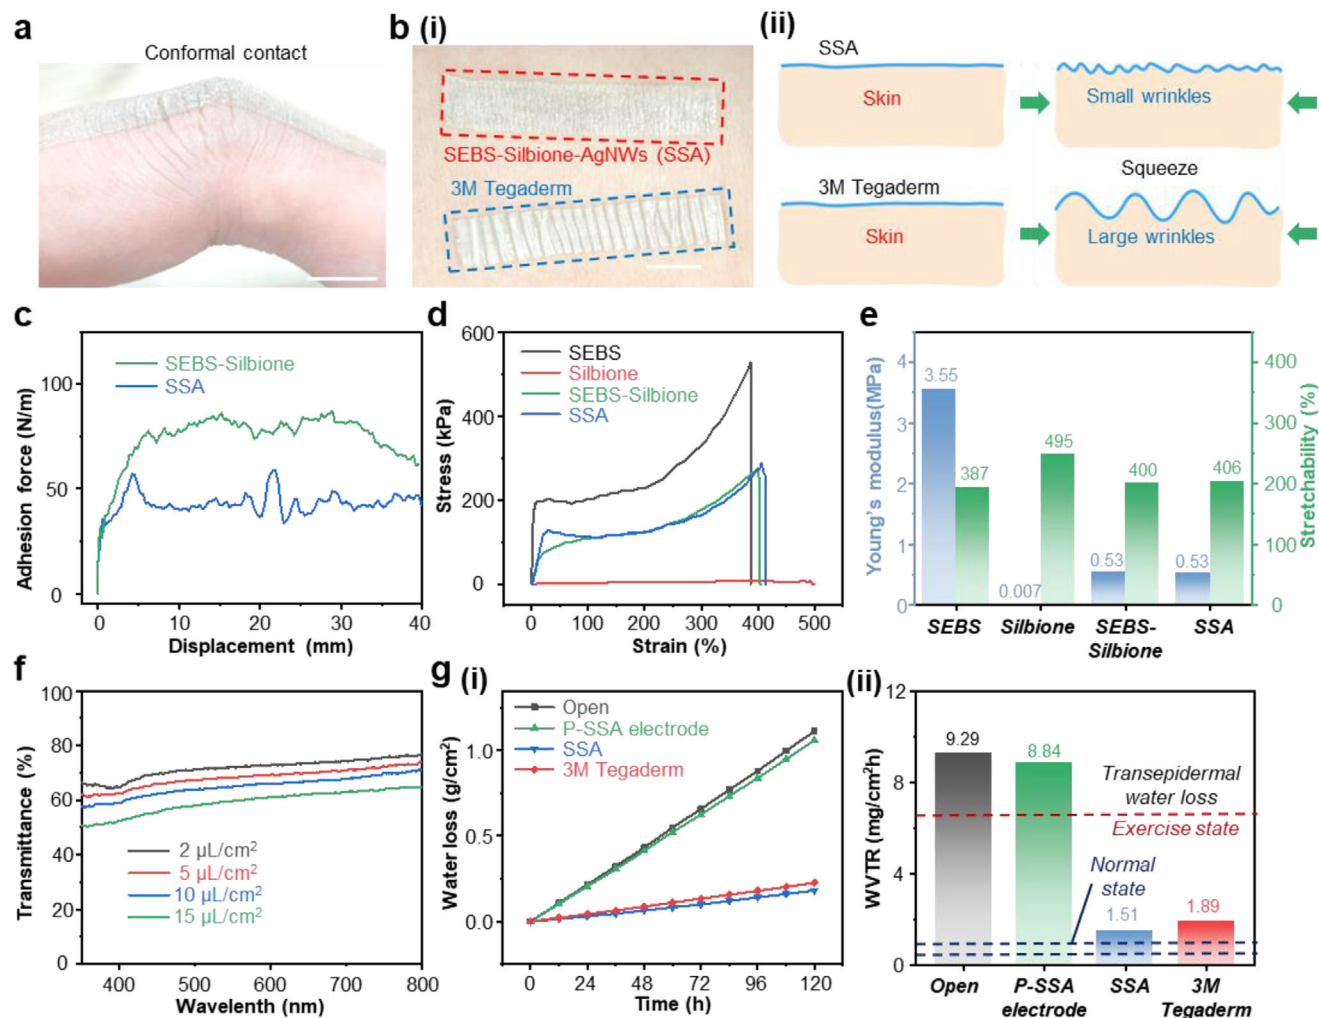 a
Conformal contact
b (i)
SEBS-Silbione-AgNWs (SSA)
3M Tegaderm
(ii)
SSA
Skin
Small wrinkles
3M Tegaderm
Squeeze
Skin
Large wrinkles
c
SEBS-Silbione
SSA
Adhesion force (N/m)
100
50
0
0 10 20 30 40
Displacement (mm)
d
600
400
200
0
Stress (kPa)
SEBS
Silbione
SEBS-Silbione
SSA
0 100 200 300 400 500
Strain (%)
e
Young's modulus(MPa)
4
3
2
1
0
3.55
387
0.007
495
0.53
400
0.53
406
400
300
200
100
0
Stretchability (%)
SEBS
Silbione
SEBS-
Silbione
SSA
f
100
80
60
40
20
0
Transmittance (%)
2 µL/cm²
5 µL/cm²
10 µL/cm²
15 µL/cm²
400 500 600 700 800
Wavelenth (nm)
g (i)
Water loss (g/cm²)
1.0
0.5
0.0
Open
P-SSA electrode
SSA
3M Tegaderm
0 24 48 72 96 120
Time (h)
(ii)
WVTR (mg/cm²h)
12
8
4
0
9.29
8.84
Transepidermal
water loss
Exercise state
Normal
state
1.51
1.89
Open
P-SSA
electrode
SSA
3M
Tegaderm